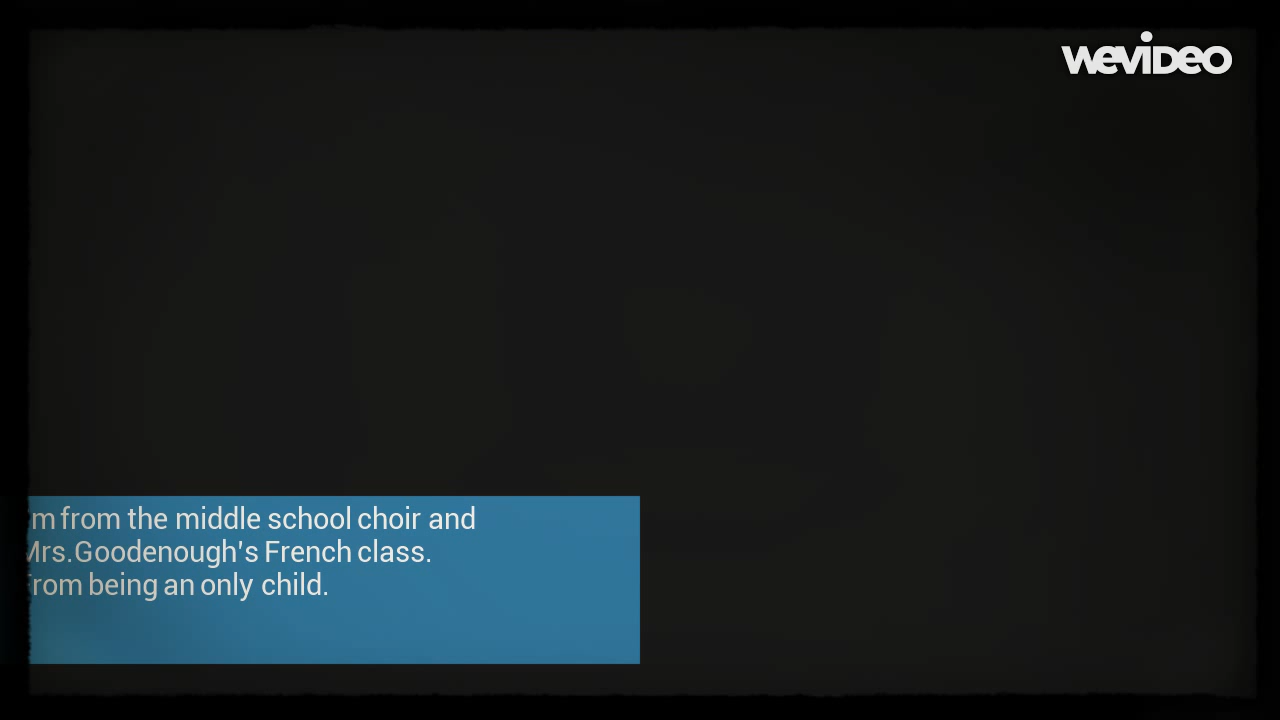 wevideo
m from the middle school choir and
Mrs.Goodenough's French class.
from being an only child.